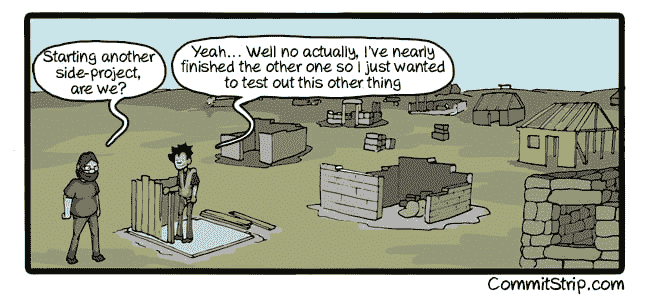 Starting another
side-project,
are we?
Yeah... Well no actually, I've nearly
finished the other one so I just wanted
to test out this other thing
CommitStrip.com